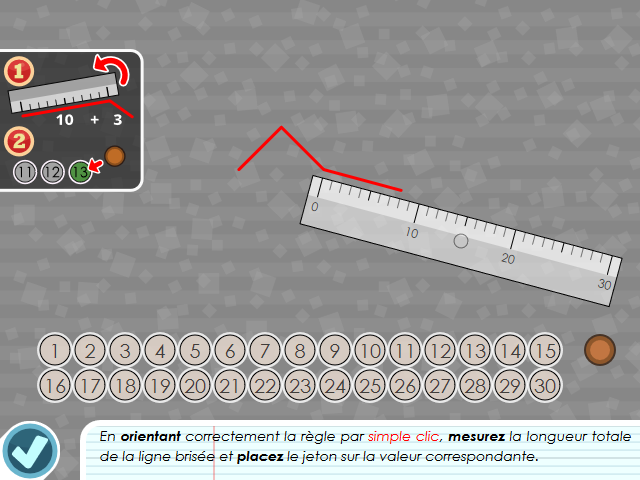 1
10 + 3
2
11 12 13
0 10 20 30
1 2 3 4 5 6 7 8 9 10 11 12 13 14 15
16 17 18 19 20 21 22 23 24 25 26 27 28 29 30
En orientant correctement la règle par simple clic, mesurez la longueur totale
de la ligne brisée et placez le jeton sur la valeur correspondante.